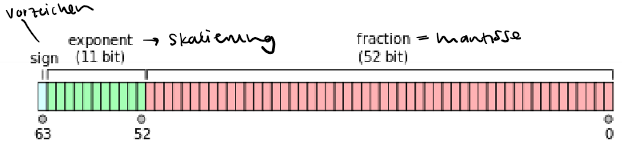 vorzeichen
exponent → Skalierung
fraction = mantisse
sign
(11 bit)
(52 bit)
63
52
0